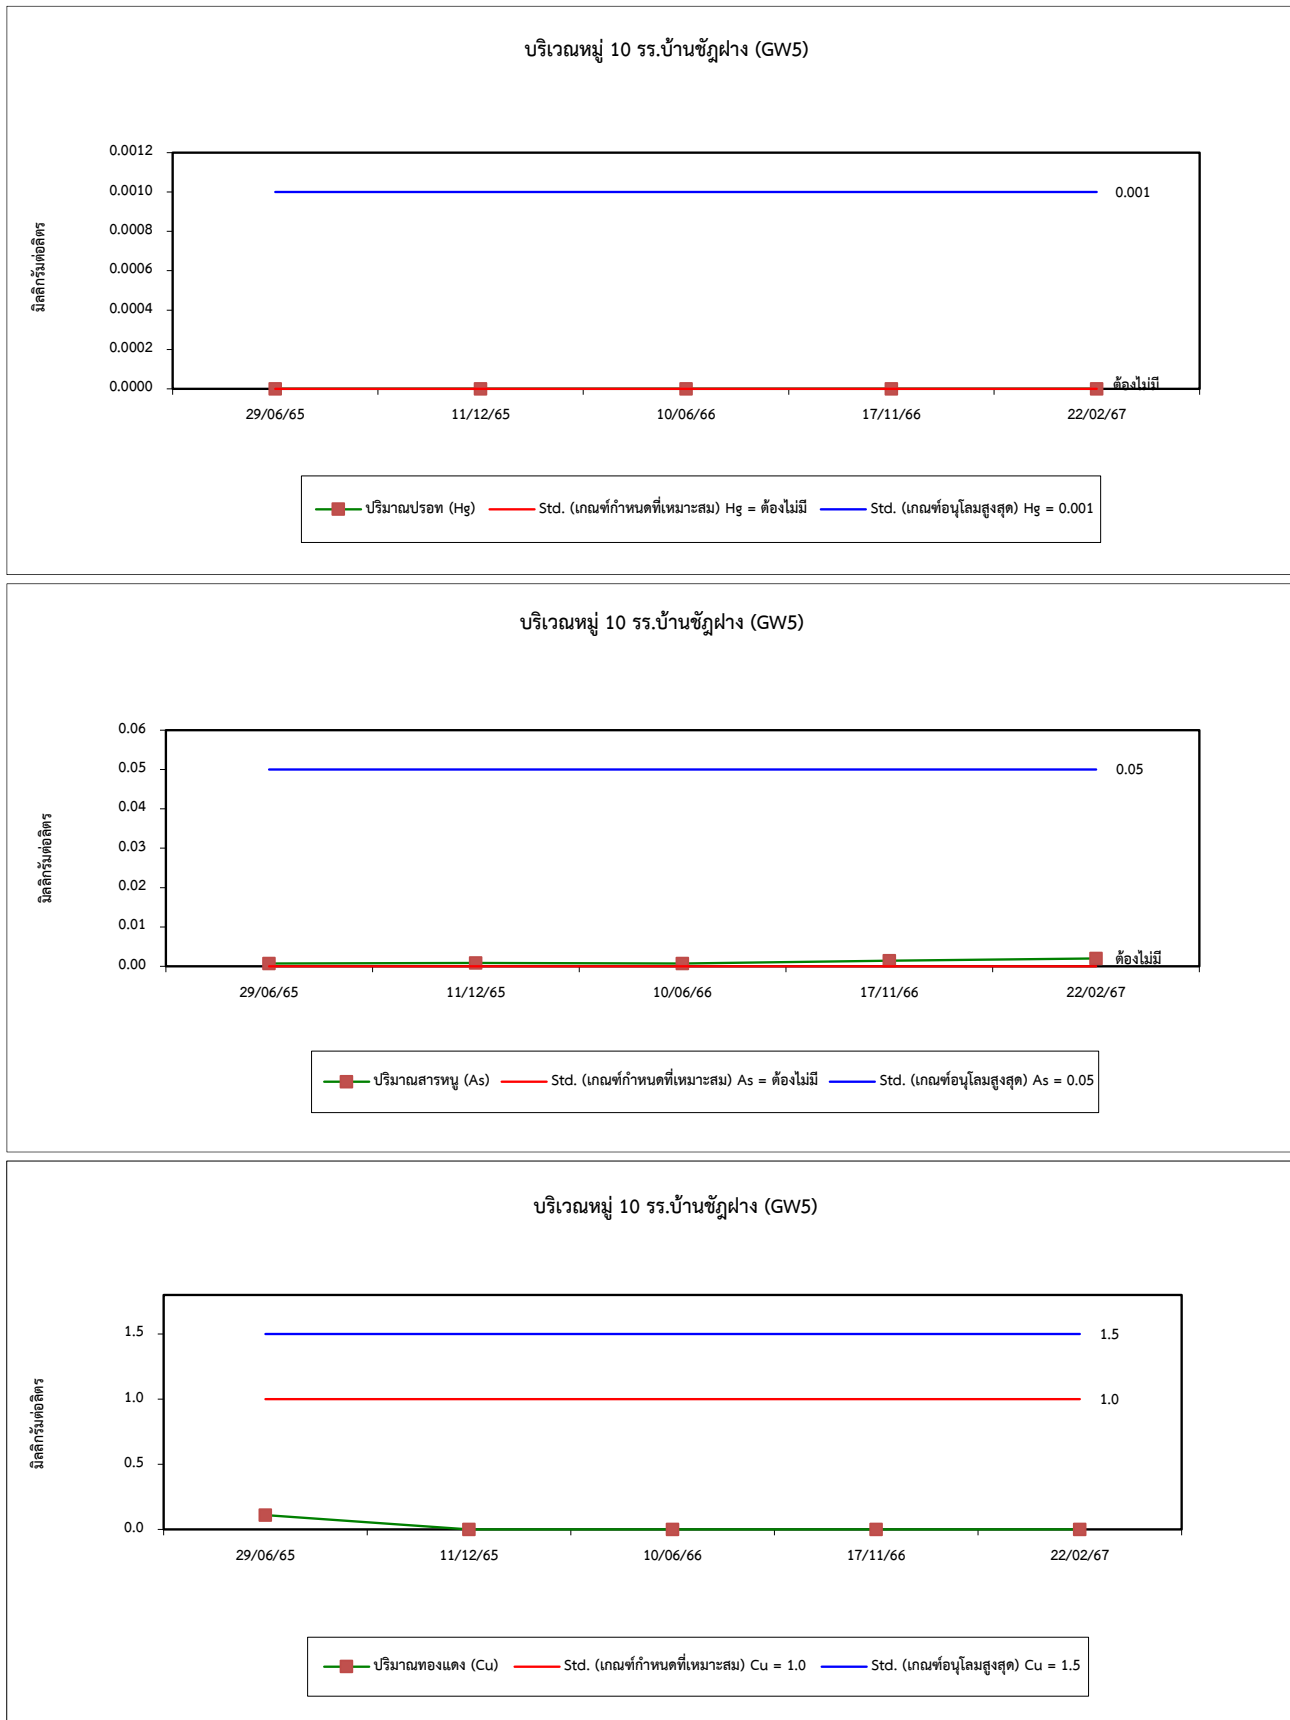 บริเวณหมู่ 10 รร.บ้านชัฎฝาง (GW5)
มิลลิกรัมต่อลิตร
0.0012
0.0010
0.0008
0.0006
0.0004
0.0002
0.0000
0.001
ต้องไม่มี
29/06/65 11/12/65 10/06/66 17/11/66 22/02/67
ปริมาณปรอท (Hg) Std. (เกณฑ์กำหนดที่เหมาะสม) Hg = ต้องไม่มี Std. (เกณฑ์อนุโลมสูงสุด) Hg = 0.001
บริเวณหมู่ 10 รร.บ้านชัฎฝาง (GW5)
มิลลิกรัมต่อลิตร
0.06
0.05
0.04
0.03
0.02
0.01
0.00
0.05
ต้องไม่มี
29/06/65 11/12/65 10/06/66 17/11/66 22/02/67
ปริมาณสารหนู (As) Std. (เกณฑ์กำหนดที่เหมาะสม) As = ต้องไม่มี Std. (เกณฑ์อนุโลมสูงสุด) As = 0.05
บริเวณหมู่ 10 รร.บ้านชัฎฝาง (GW5)
มิลลิกรัมต่อลิตร
1.5
1.0
0.5
0.0
1.5
1.0
29/06/65 11/12/65 10/06/66 17/11/66 22/02/67
ปริมาณทองแดง (Cu) Std. (เกณฑ์กำหนดที่เหมาะสม) Cu = 1.0 Std. (เกณฑ์อนุโลมสูงสุด) Cu = 1.5